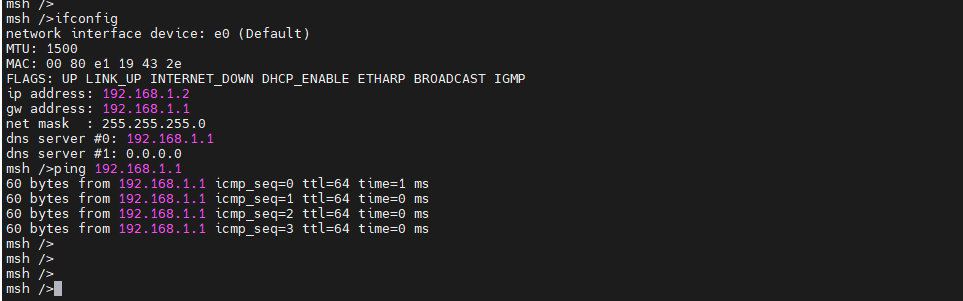 msh />
msh />ifconfig
network interface device: e0 (Default)
MTU: 1500
MAC: 00 80 e1 19 43 2e
FLAGS: UP LINK_UP INTERNET_DOWN DHCP_ENABLE ETHARP BROADCAST IGMP
ip address: 192.168.1.2
gw address: 192.168.1.1
net mask  : 255.255.255.0
dns server #0: 192.168.1.1
dns server #1: 0.0.0.0
msh />ping 192.168.1.1
60 bytes from 192.168.1.1 icmp_seq=0 ttl=64 time=1 ms
60 bytes from 192.168.1.1 icmp_seq=1 ttl=64 time=0 ms
60 bytes from 192.168.1.1 icmp_seq=2 ttl=64 time=0 ms
60 bytes from 192.168.1.1 icmp_seq=3 ttl=64 time=0 ms
msh />
msh />
msh />
msh />